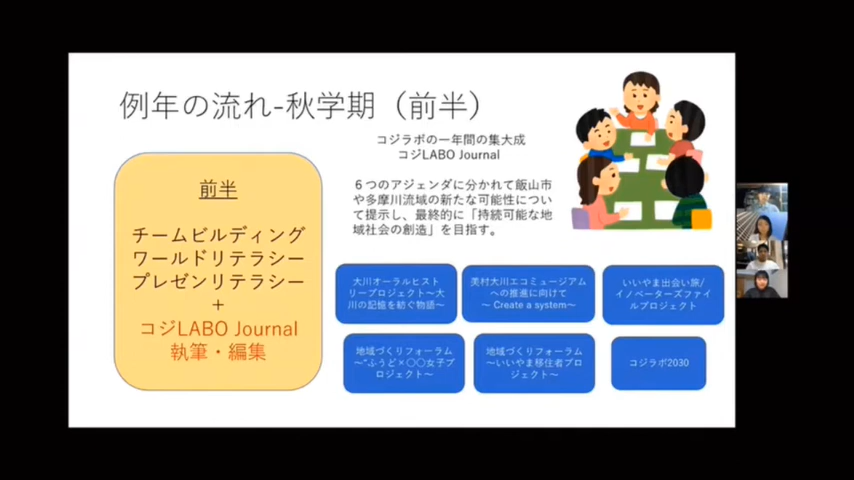 例年の流れ-秋学期（前半）
コジラボの一年間の集大成
コジLABO Journal
６つのアジェンダに分かれて飯山市
や多摩川流域の新たな可能性につい
て提示し、最終的に「持続可能な地
域社会の創造」を目指す。
前半
チームビルディング
ワールドリテラシー
プレゼンリテラシー
+
コジLABO Journal
執筆・編集
大川オーラルヒスト
リープロジェクト～大
川の記憶を紡ぐ物語～
美村大川エコミュージアム
への推進に向けて
～ Create a system～
いいやま出会い旅/
イノベーターズファイ
ルプロジェクト
地域づくりフォーラム
～“ふうど×〇〇女子プ
ロジェクト～
地域づくりフォーラム
～いいやま移住者プロ
ジェクト～
コジラボ2030